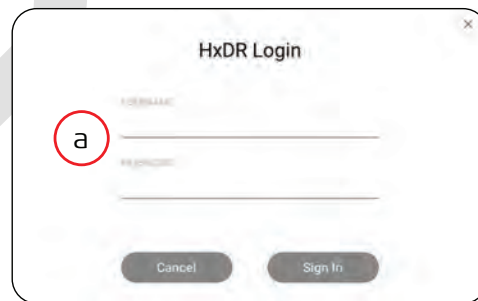 ×
HxDR Login
USERNAME
a
PASSWORD
Cancel
Sign In